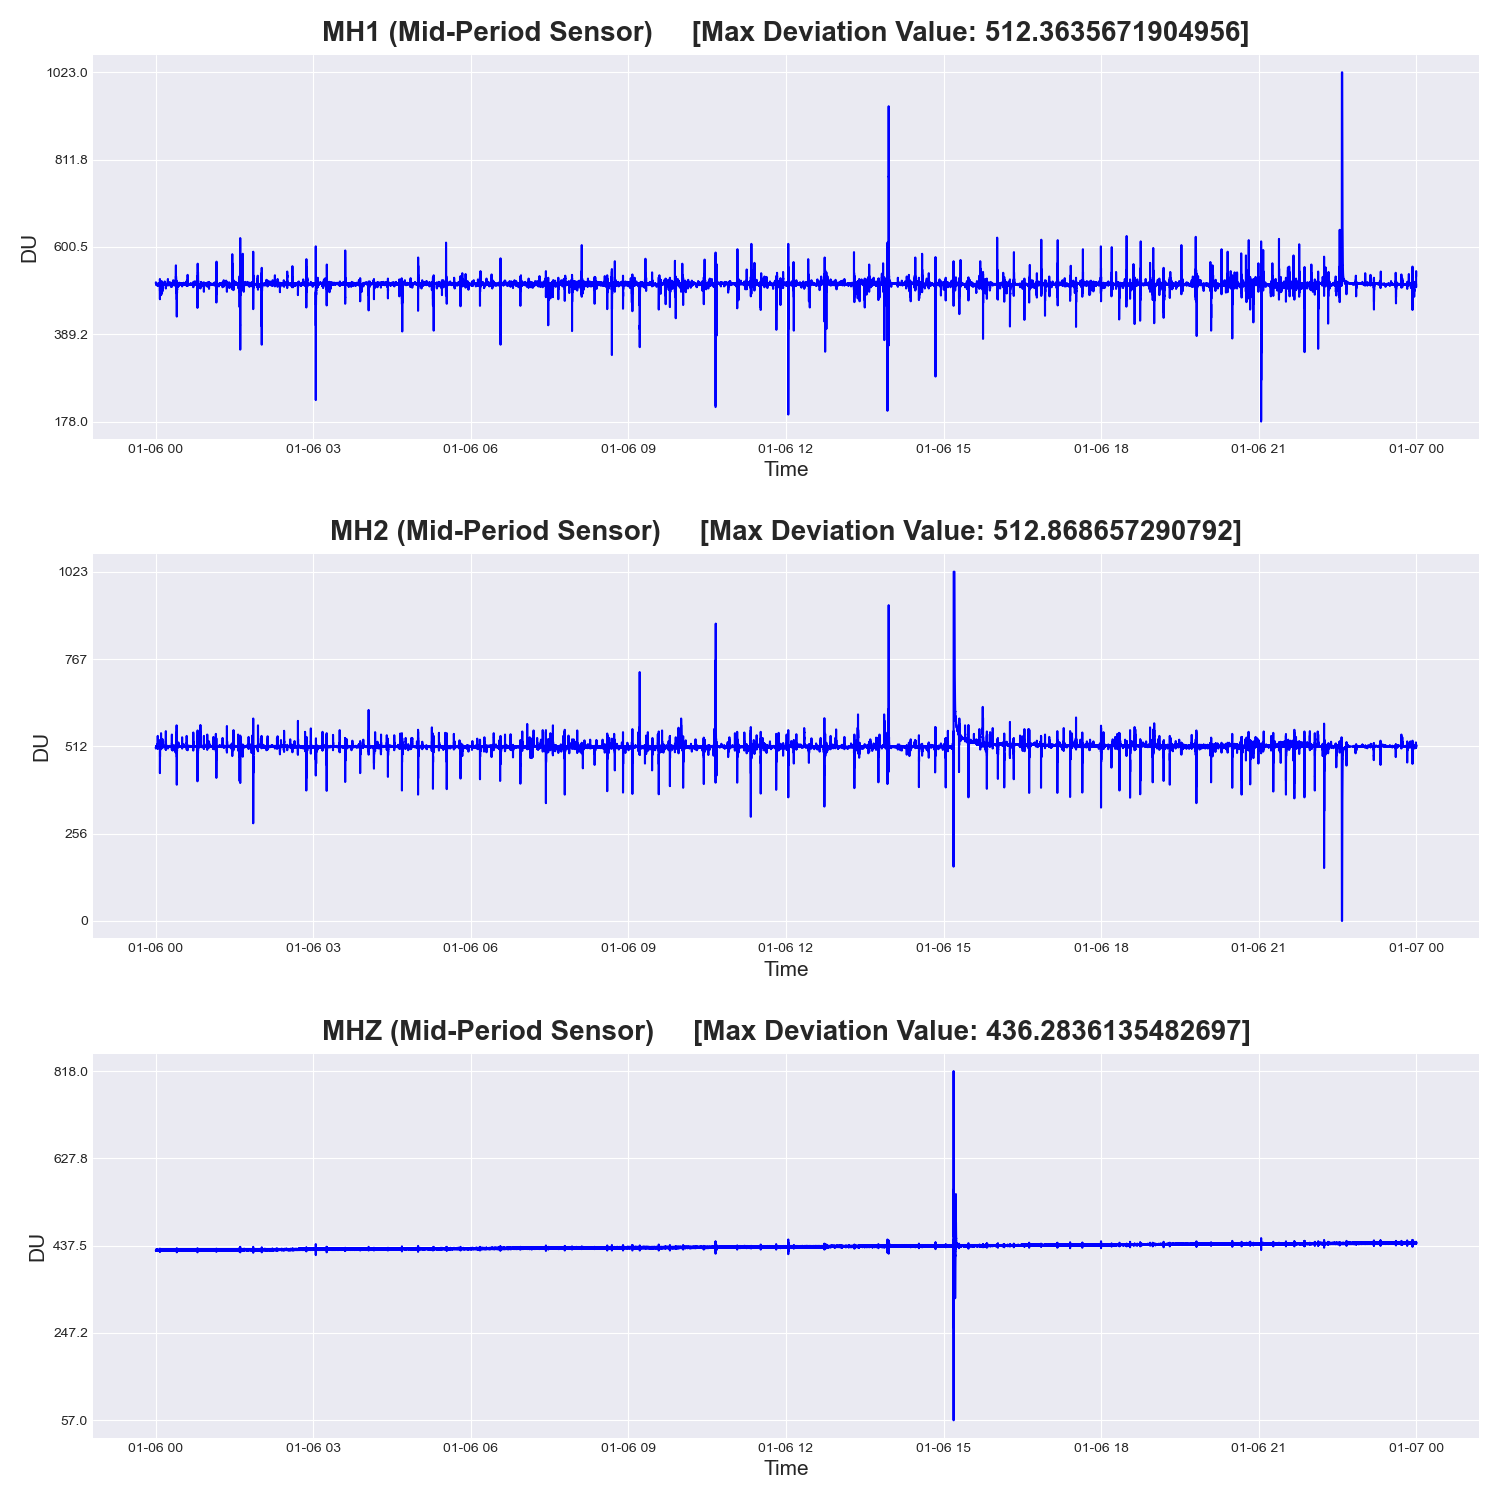 MH1 (Mid-Period Sensor) [Max Deviation Value: 512.3635671904956]
1023.0
811.8
600.5
389.2
178.0
DU
01-06 00 01-06 03 01-06 06 01-06 09 01-06 12 01-06 15 01-06 18 01-06 21 01-07 00
Time
MH2 (Mid-Period Sensor) [Max Deviation Value: 512.868657290792]
1023
767
512
256
0
DU
01-06 00 01-06 03 01-06 06 01-06 09 01-06 12 01-06 15 01-06 18 01-06 21 01-07 00
Time
MHZ (Mid-Period Sensor) [Max Deviation Value: 436.2836135482697]
818.0
627.8
437.5
247.2
57.0
DU
01-06 00 01-06 03 01-06 06 01-06 09 01-06 12 01-06 15 01-06 18 01-06 21 01-07 00
Time